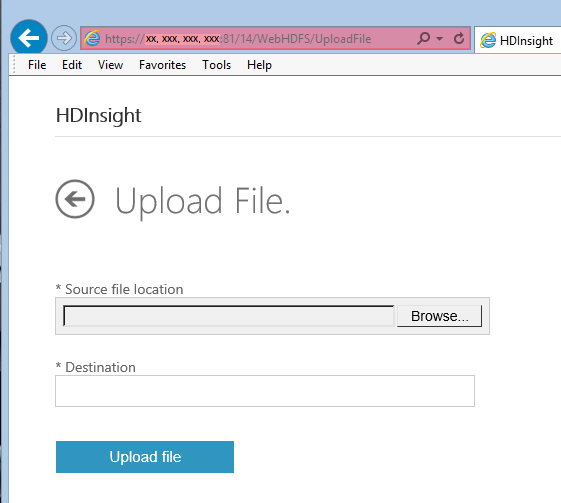 https://xx, xxx, xxx, xxx:81/14/WebHDFS/UploadFile
HDInsight
File Edit View Favorites Tools Help
HDInsight
Upload File.
* Source file location
Browse...
* Destination
Upload file